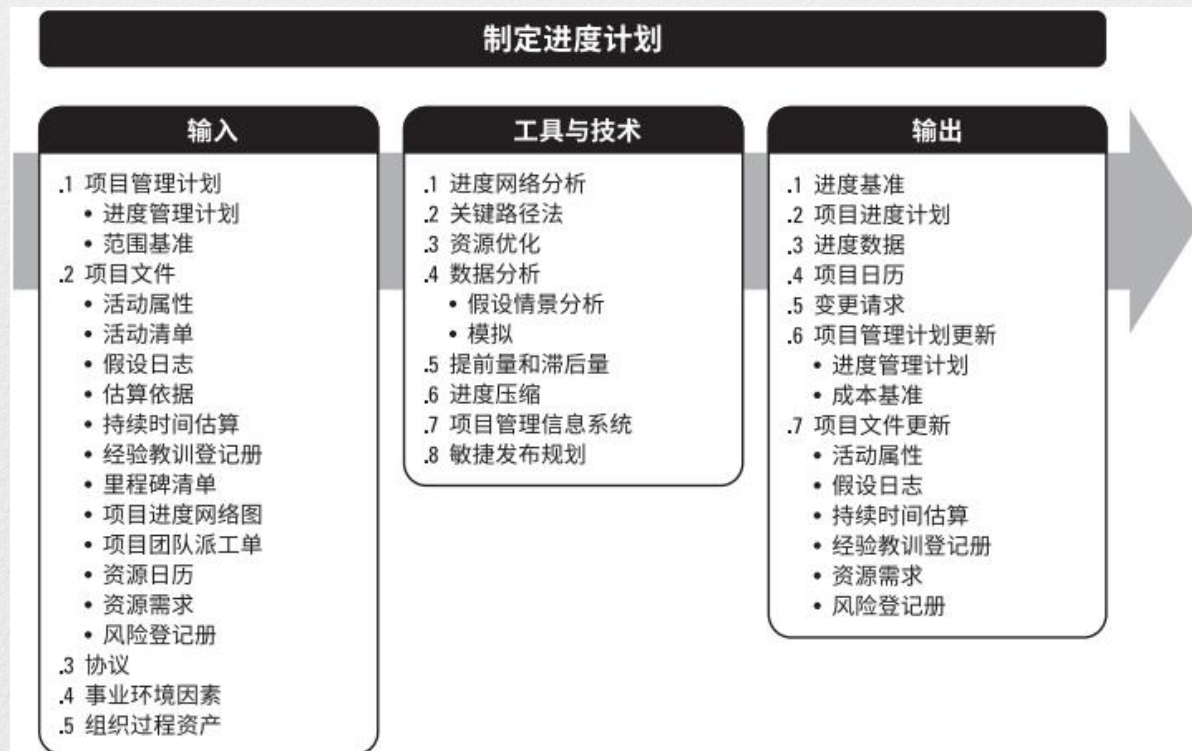 制定进度计划
输入
.1 项目管理计划
• 进度管理计划
• 范围基准
.2 项目文件
• 活动属性
• 活动清单
• 假设日志
• 估算依据
• 持续时间估算
• 经验教训登记册
• 里程碑清单
• 项目进度网络图
• 项目团队派工单
• 资源日历
• 资源需求
• 风险登记册
.3 协议
.4 事业环境因素
.5 组织过程资产
工具与技术
.1 进度网络分析
.2 关键路径法
.3 资源优化
.4 数据分析
• 假设情景分析
• 模拟
.5 提前量和滞后量
.6 进度压缩
.7 项目管理信息系统
.8 敏捷发布规划
输出
.1 进度基准
.2 项目进度计划
.3 进度数据
.4 项目日历
.5 变更请求
.6 项目管理计划更新
• 进度管理计划
• 成本基准
.7 项目文件更新
• 活动属性
• 假设日志
• 持续时间估算
• 经验教训登记册
• 资源需求
• 风险登记册